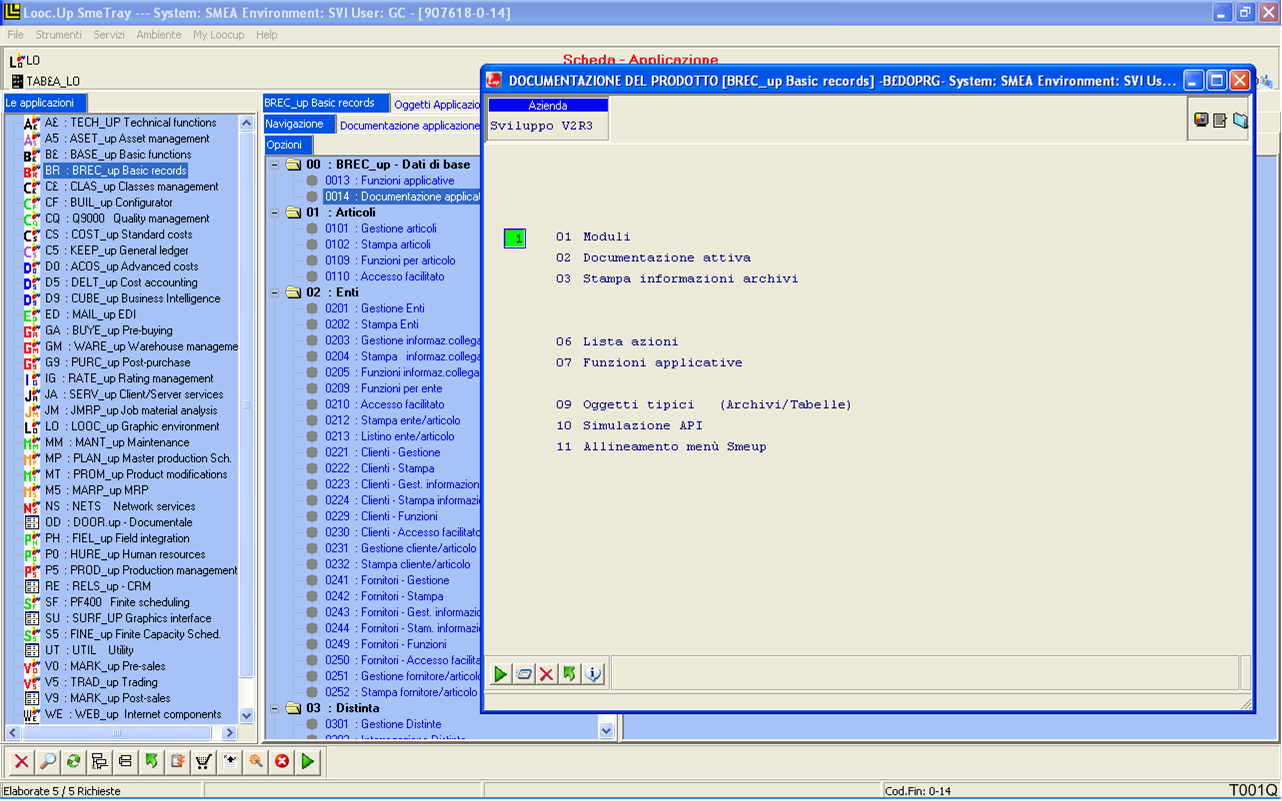 Looc.Up SmeTray --- System: SMEA Environment: SVI User: GC - [907618-0-14]
File Strumenti Servizi Ambiente My Loocup Help
LO
TAB£A_LO
Scheda - Applicazione
Le applicazioni
A£ : TECH_UP Technical functions
A5 : ASET_up Asset management
B£ : BASE_up Basic functions
BR : BREC_up Basic records
C£ : CLAS_up Classes management
CF : BUIL_up Configurator
CQ : Q9000 Quality management
CS : COST_up Standard costs
C5 : KEEP_up General ledger
D0 : ACOS_up Advanced costs
D5 : DELT_up Cost accounting
D9 : CUBE_up Business Intelligence
ED : MAIL_up EDI
GA : BUYE_up Pre-buying
GM : WARE_up Warehouse manageme
G9 : PURC_up Post-purchase
IG : RATE_up Rating management
JA : SERV_up Client/Server services
JM : JMRP_up Job material analysis
LO : LOOC_up Graphic environment
MM : MANT_up Maintenance
MP : PLAN_up Master production Sch.
MT : PROM_up Product modifications
M5 : MARP_up MRP
NS : NETS Network services
OD : DOOR.up - Documentale
PH : FIEL_up Field integration
P0 : HURE_up Human resources
P5 : PROD_up Production management
RE : RELS_up - CRM
SF : PF400 Finite scheduling
SU : SURF_UP Graphics interface
S5 : FINE_up Finite Capacity Sched.
UT : UTIL Utility
V0 : MARK_up Pre-sales
V5 : TRAD_up Trading
V9 : MARK_up Post-sales
WE : WEB_up Internet components
BREC_up Basic records Oggetti Applicazio
Navigazione Documentazione applicazione
Opzioni
00 : BREC_up - Dati di base
0013 : Funzioni applicative
0014 : Documentazione applicat
01 : Articoli
0101 : Gestione articoli
0102 : Stampa articoli
0109 : Funzioni per articolo
0110 : Accesso facilitato
02 : Enti
0201 : Gestione Enti
0202 : Stampa Enti
0203 : Gestione informaz.collega
0204 : Stampa informaz.collega
0205 : Funzioni informaz.collega
0209 : Funzioni per ente
0210 : Accesso facilitato
0212 : Stampa ente/articolo
0213 : Listino ente/articolo
0221 : Clienti - Gestione
0222 : Clienti - Stampa
0223 : Clienti - Gest. informazion
0224 : Clienti - Stampa informazi
0229 : Clienti - Funzioni
0230 : Clienti - Accesso facilitato
0231 : Gestione cliente/articolo
0232 : Stampa cliente/articolo
0241 : Fornitori - Gestione
0242 : Fornitori - Stampa
0243 : Fornitori - Gest. informazio
0244 : Fornitori - Stam. informazi
0249 : Fornitori - Funzioni
0250 : Fornitori - Accesso facilita
0251 : Gestione fornitore/articolo
0252 : Stampa fornitore/articolo
03 : Distinta
0301 : Gestione Distinte
DOCUMENTAZIONE DEL PRODOTTO [BREC_up Basic records] -B£DOPRG- System: SMEA Environment: SVI Us...
Azienda
Sviluppo V2R3
1
01 Moduli
02 Documentazione attiva
03 Stampa informazioni archivi
06 Lista azioni
07 Funzioni applicative
09 Oggetti tipici (Archivi/Tabelle)
10 Simulazione API
11 Allineamento menù Smeup
Elaborate 5 / 5 Richieste
Cod.Fin: 0-14
T001Q